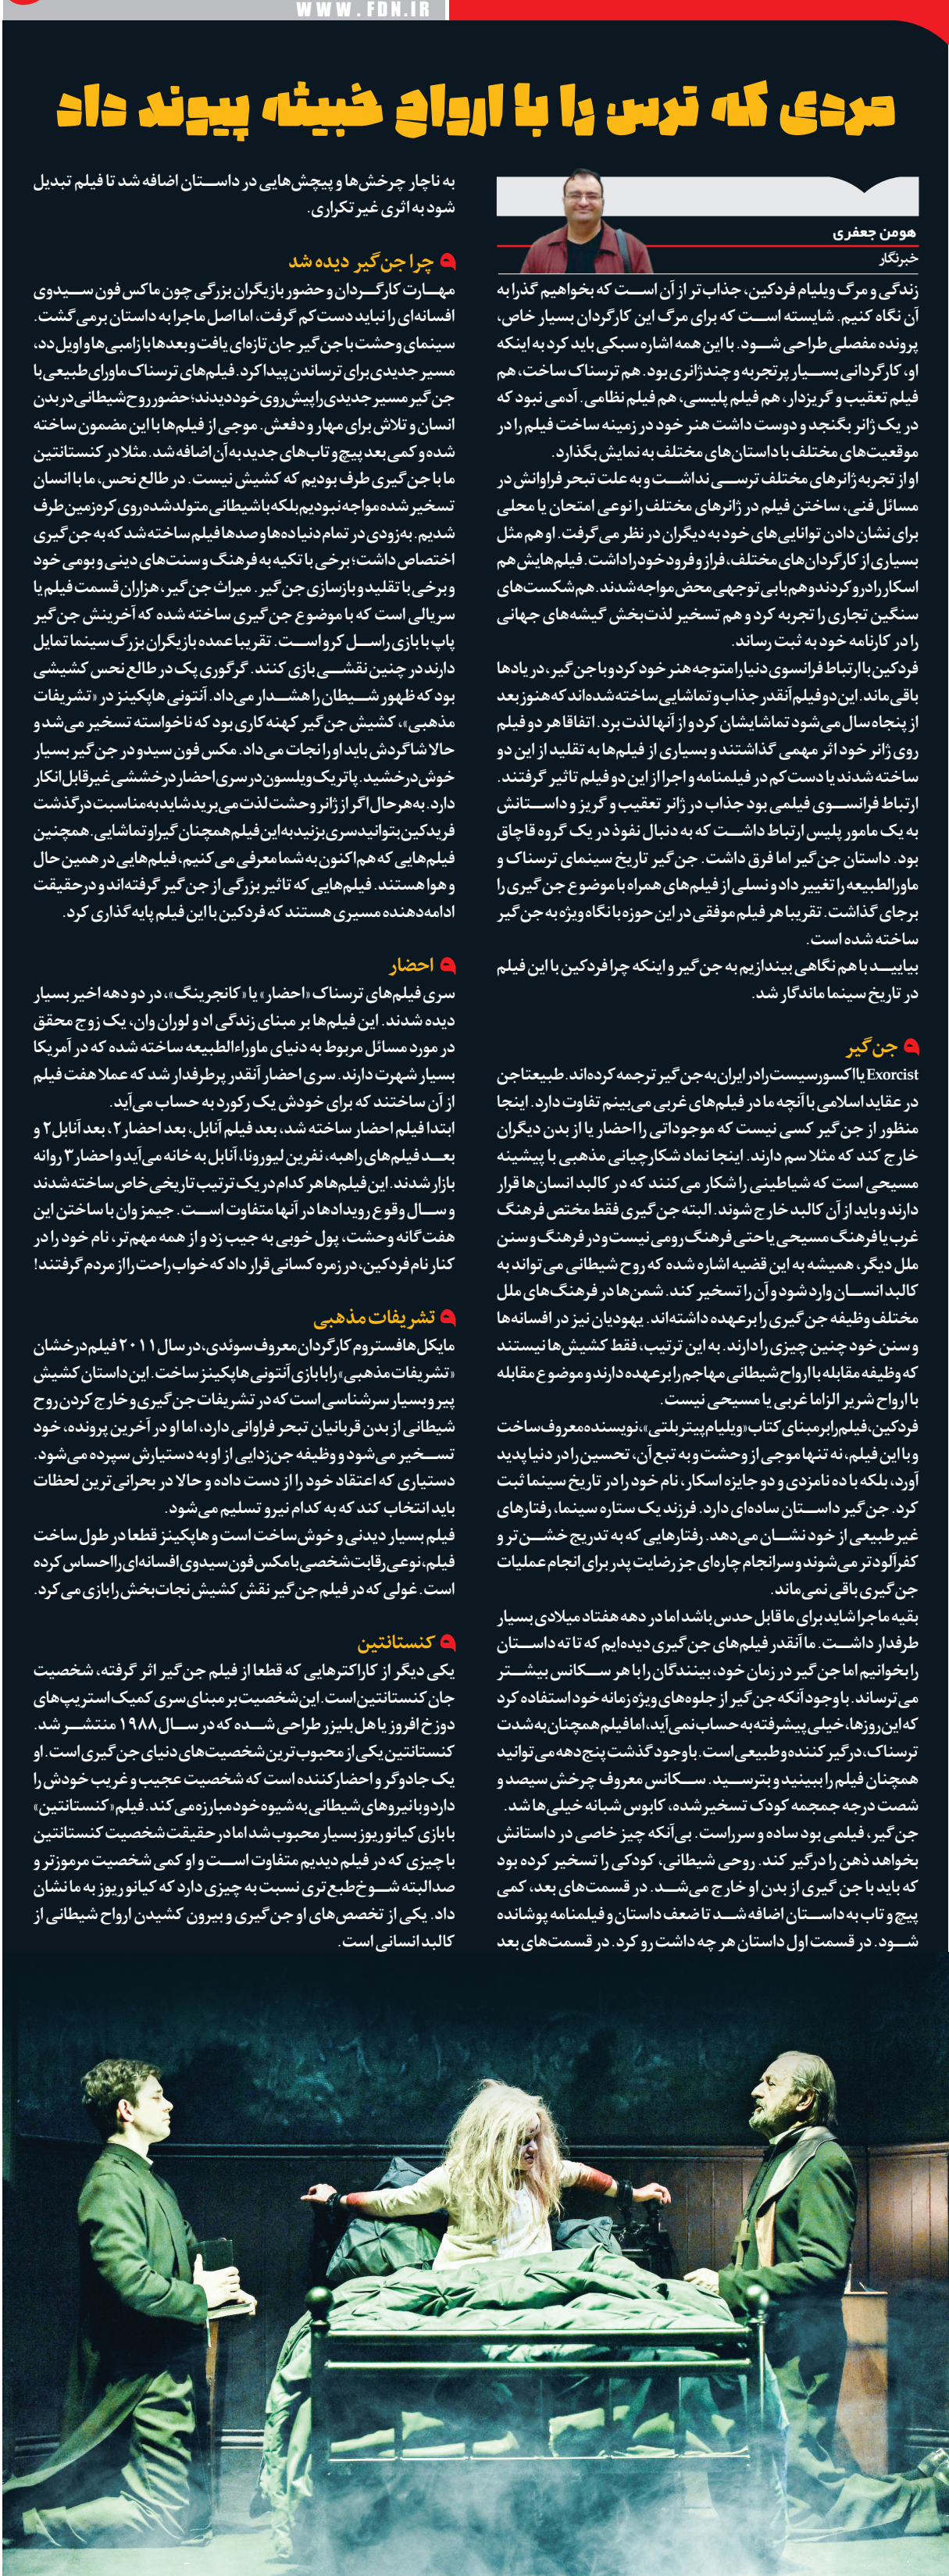 WWW.FDN.IR
مردی که ترس را با ارواح خبیثه پیوند داد
هومن جعفری
خبرنگار
زندگی و مرگ ویلیام فردکین، جذاب‌تر از آن است که بخواهیم گذرا به
آن نگاه کنیم. شایسته است که برای مرگ این کارگردان بسیار خاص،
پرونده مفصلی طراحی شود. با این همه اشاره سبکی باید کرد به اینکه
او، کارگردانی بسیار پرتجربه و چندژانری بود. هم ترسناک ساخت، هم
فیلم تعقیب و گریزدار، هم فیلم پلیسی، هم فیلم نظامی. آدمی نبود که
در یک ژانر بگنجد و دوست داشت هنر خود در زمینه ساخت فیلم را در
موقعیت‌های مختلف با داستان‌های مختلف به نمایش بگذارد.
او از تجربه ژانرهای مختلف ترسی نداشت و به علت تبحر فراوانش در
مسائل فنی، ساختن فیلم در ژانرهای مختلف را نوعی امتحان یا محلی
برای نشان دادن توانایی‌های خود به دیگران در نظر می‌گرفت. او هم مثل
بسیاری از کارگردان‌های مختلف، فراز و فرود خود را داشت. فیلم‌هایش هم
اسکار را درو کردند و هم با بی توجهی محض مواجه شدند. هم شکست‌های
سنگین تجاری را تجربه کرد و هم تسخیر لذت‌بخش گیشه‌های جهانی
را در کارنامه خود به ثبت رساند.
فردکین با ارتباط فرانسوی دنیا را متوجه هنر خود کرد و با جن گیر، در یادها
باقی ماند. این دو فیلم آنقدر جذاب و تماشایی ساخته شده‌اند که هنوز بعد
از پنجاه سال می‌شود تماشایشان کرد و از آنها لذت برد. اتفاقا هر دو فیلم
روی ژانر خود اثر مهمی گذاشتند و بسیاری از فیلم‌ها به تقلید از این دو
ساخته شدند یا دست کم در فیلمنامه و اجرا از این دو فیلم تاثیر گرفتند.
ارتباط فرانسوی فیلمی بود جذاب در ژانر تعقیب و گریز و داستانش
به یک مامور پلیس ارتباط داشت که به دنبال نفوذ در یک گروه قاچاق
بود. داستان جن گیر اما فرق داشت. جن گیر تاریخ سینمای ترسناک و
ماورالطبیعه را تغییر داد و نسلی از فیلم‌های همراه با موضوع جن گیری را
برجای گذاشت. تقریبا هر فیلم موفقی در این حوزه با نگاه ویژه به جن گیر
ساخته شده است.
بیایید با هم نگاهی بیندازیم به جن گیر و اینکه چرا فردکین با این فیلم
در تاریخ سینما ماندگار شد.
جن گیر
Exorcist یا اکسورسیست را در ایران به جن گیر ترجمه کرده‌اند. طبیعتا جن
در عقاید اسلامی با آنچه ما در فیلم‌های غربی می‌بینم تفاوت دارد. اینجا
منظور از جن گیر کسی نیست که موجوداتی را احضار یا از بدن دیگران
خارج کند که مثلا سم دارند. اینجا نماد شکارچیانی مذهبی با پیشینه
مسیحی است که شیاطینی را شکار می کنند که در کالبد انسان‌ها قرار
دارند و باید از آن کالبد خارج شوند. البته جن گیری فقط مختص فرهنگ
غرب یا فرهنگ مسیحی یا حتی فرهنگ رومی نیست و در فرهنگ و سنن
ملل دیگر، همیشه به این قضیه اشاره شده که روح شیطانی می‌تواند به
کالبد انسان وارد شود و آن را تسخیر کند. شمن‌ها در فرهنگ‌های ملل
مختلف وظیفه جن گیری را برعهده داشته‌اند. یهودیان نیز در افسانه‌ها
و سنن خود چنین چیزی را دارند. به این ترتیب، فقط کشیش‌ها نیستند
که وظیفه مقابله با ارواح شیطانی مهاجم را برعهده دارند و موضوع مقابله
با ارواح شریر الزاما غربی یا مسیحی نیست.
فردکین، فیلم را بر مبنای کتاب «ویلیام پیتر بلتی»، نویسنده معروف ساخت
و با این فیلم، نه تنها موجی از وحشت و به تبع آن، تحسین را در دنیا پدید
آورد، بلکه با ده نامزدی و دو جایزه اسکار، نام خود را در تاریخ سینما ثبت
کرد. جن گیر داستان ساده‌ای دارد. فرزند یک ستاره سینما، رفتارهای
غیرطبیعی از خود نشان می‌دهد. رفتارهایی که به تدریج خشن‌تر و
کفرآلودتر می‌شوند و سرانجام چاره‌ای جز رضایت پدر برای انجام عملیات
جن گیری باقی نمی‌ماند.
بقیه ماجرا شاید برای ما قابل حدس باشد اما در دهه هفتاد میلادی بسیار
طرفدار داشت. ما آنقدر فیلم‌های جن گیری دیده‌ایم که تا ته داستان
را بخوانیم اما جن گیر در زمان خود، بینندگان را با هر سکانس بیشتر
می‌ترساند. با وجود آنکه جن گیر از جلوه‌های ویژه زمانه خود استفاده کرد
که این روزها، خیلی پیشرفته به حساب نمی‌آید، اما فیلم همچنان به شدت
ترسناک، درگیر کننده و طبیعی است. با وجود گذشت پنج دهه می‌توانید
همچنان فیلم را ببینید و بترسید. سکانس معروف چرخش سیصد و
شصت درجه جمجمه کودک تسخیر شده، کابوس شبانه خیلی‌ها شد.
جن گیر، فیلمی بود ساده و سرراست. بی‌آنکه چیز خاصی در داستانش
بخواهد ذهن را درگیر کند. روحی شیطانی، کودکی را تسخیر کرده بود
که باید با جن گیری از بدن او خارج می‌شد. در قسمت‌های بعد، کمی
پیچ و تاب به داستان اضافه شد تا ضعف داستان و فیلمنامه پوشانده
شود. در قسمت اول داستان هر چه داشت رو کرد. در قسمت‌های بعد
به ناچار چرخش‌ها و پیچش‌هایی در داستان اضافه شد تا فیلم تبدیل
شود به اثری غیر تکراری.
چرا جن گیر دیده شد
مهارت کارگردان و حضور بازیگران بزرگی چون ماکس فون سیدوی
افسانه‌ای را نباید دست کم گرفت، اما اصل ماجرا به داستان برمی گشت.
سینمای وحشت با جن گیر جان تازه‌ای یافت و بعدها با زامبی‌ها و اویل دد،
مسیر جدیدی برای ترساندن پیدا کرد. فیلم‌های ترسناک ماورای طبیعی با
جن گیر مسیر جدیدی را پیش روی خود دیدند؛ حضور روح شیطانی در بدن
انسان و تلاش برای مهار و دفعش. موجی از فیلم‌ها با این مضمون ساخته
شده و کمی بعد پیچ و تاب‌های جدید به آن اضافه شد. مثلا در کنستانتین
ما با جن گیری طرف بودیم که کشیش نیست. در طالع نحس، ما با انسان
تسخیر شده مواجه نبودیم بلکه با شیطانی متولد شده روی کره زمین طرف
شدیم. به زودی در تمام دنیا ده‌ها و صدها فیلم ساخته شد که به جن گیری
اختصاص داشت؛ برخی با تکیه به فرهنگ و سنت‌های دینی و بومی خود
و برخی با تقلید و بازسازی جن گیر. میراث جن گیر، هزاران قسمت فیلم یا
سریالی است که با موضوع جن گیری ساخته شده که آخرینش جن گیر
پاپ با بازی راسل کرو است. تقریبا عمده بازیگران بزرگ سینما تمایل
دارند در چنین نقشی بازی کنند. گرگوری پک در طالع نحس کشیشی
بود که ظهور شیطان را هشدار می‌داد. آنتونی هاپکینز در «تشریفات
مذهبی»، کشیش جن گیر کهنه کاری بود که ناخواسته تسخیر می‌شد و
حالا شاگردش باید او را نجات می‌داد. مکس فون سیدو در جن گیر بسیار
خوش درخشید. پاتریک ویلسون در سری احضار درخششی غیرقابل انکار
دارد. به هر حال اگر از ژانر وحشت لذت می‌برید شاید به مناسبت درگذشت
فریدکین بتوانید سری بزنید به این فیلم همچنان گیرا و تماشایی. همچنین
فیلم‌هایی که هم اکنون به شما معرفی می کنیم، فیلم‌هایی در همین حال
و هوا هستند. فیلم‌هایی که تاثیر بزرگی از جن گیر گرفته‌اند و در حقیقت
ادامه‌دهنده مسیری هستند که فردکین با این فیلم پایه گذاری کرد.
احضار
سری فیلم‌های ترسناک «احضار» یا «کانجرینگ»، در دو دهه اخیر بسیار
دیده شدند. این فیلم‌ها بر مبنای زندگی اد و لوران وان، یک زوج محقق
در مورد مسائل مربوط به دنیای ماوراءالطبیعه ساخته شده که در آمریکا
بسیار شهرت دارند. سری احضار آنقدر پرطرفدار شد که عملا هفت فیلم
از آن ساختند که برای خودش یک رکورد به حساب می‌آید.
ابتدا فیلم احضار ساخته شد، بعد فیلم آنابل، بعد احضار۲، بعد آنابل۲ و
بعد فیلم‌های راهبه، نفرین لیورونا، آنابل به خانه می‌آید و احضار۳ روانه
بازار شدند. این فیلم‌ها هر کدام در یک ترتیب تاریخی خاص ساخته شدند
و سال وقوع رویدادها در آنها متفاوت است. جیمز وان با ساختن این
هفت گانه وحشت، پول خوبی به جیب زد و از همه مهم‌تر، نام خود را در
کنار نام فردکین، در زمره کسانی قرار داد که خواب راحت را از مردم گرفتند!
تشریفات مذهبی
مایکل هافستروم کارگردان معروف سوئدی، در سال ۲۰۱۱ فیلم درخشان
«تشریفات مذهبی» را با بازی آنتونی هاپکینز ساخت. این داستان کشیش
پیر و بسیار سرشناسی است که در تشریفات جن گیری و خارج کردن روح
شیطانی از بدن قربانیان تبحر فراوانی دارد، اما او در آخرین پرونده، خود
تسخیر می‌شود و وظیفه جن‌زدایی از او به دستیارش سپرده می‌شود.
دستیاری که اعتقاد خود را از دست داده و حالا در بحرانی ترین لحظات
باید انتخاب کند که به کدام نیرو تسلیم می‌شود.
فیلم بسیار دیدنی و خوش ساخت است و هاپکینز قطعا در طول ساخت
فیلم، نوعی رقابت شخصی با مکس فون سیدوی افسانه‌ای را احساس کرده
است. غولی که در فیلم جن گیر نقش کشیش نجات‌بخش را بازی می کرد.
کنستانتین
یکی دیگر از کاراکترهایی که قطعا از فیلم جن گیر اثر گرفته، شخصیت
جان کنستانتین است. این شخصیت بر مبنای سری کمیک استریپ‌های
دوزخ افروز یا هل بلیزر طراحی شده که در سال ۱۹۸۸ منتشر شد.
کنستانتین یکی از محبوب ترین شخصیت‌های دنیای جن گیری است. او
یک جادوگر و احضار کننده است که شخصیت عجیب و غریب خودش را
دارد و با نیروهای شیطانی به شیوه خود مبارزه می کند. فیلم «کنستانتین»
با بازی کیانو ریوز بسیار محبوب شد اما در حقیقت شخصیت کنستانتین
با چیزی که در فیلم دیدیم متفاوت است و او کمی شخصیت مرموزتر و
صدالبته شوخ‌طبع‌تری نسبت به چیزی دارد که کیانو ریوز به ما نشان
داد. یکی از تخصص‌های او جن گیری و بیرون کشیدن ارواح شیطانی از
کالبد انسانی است.